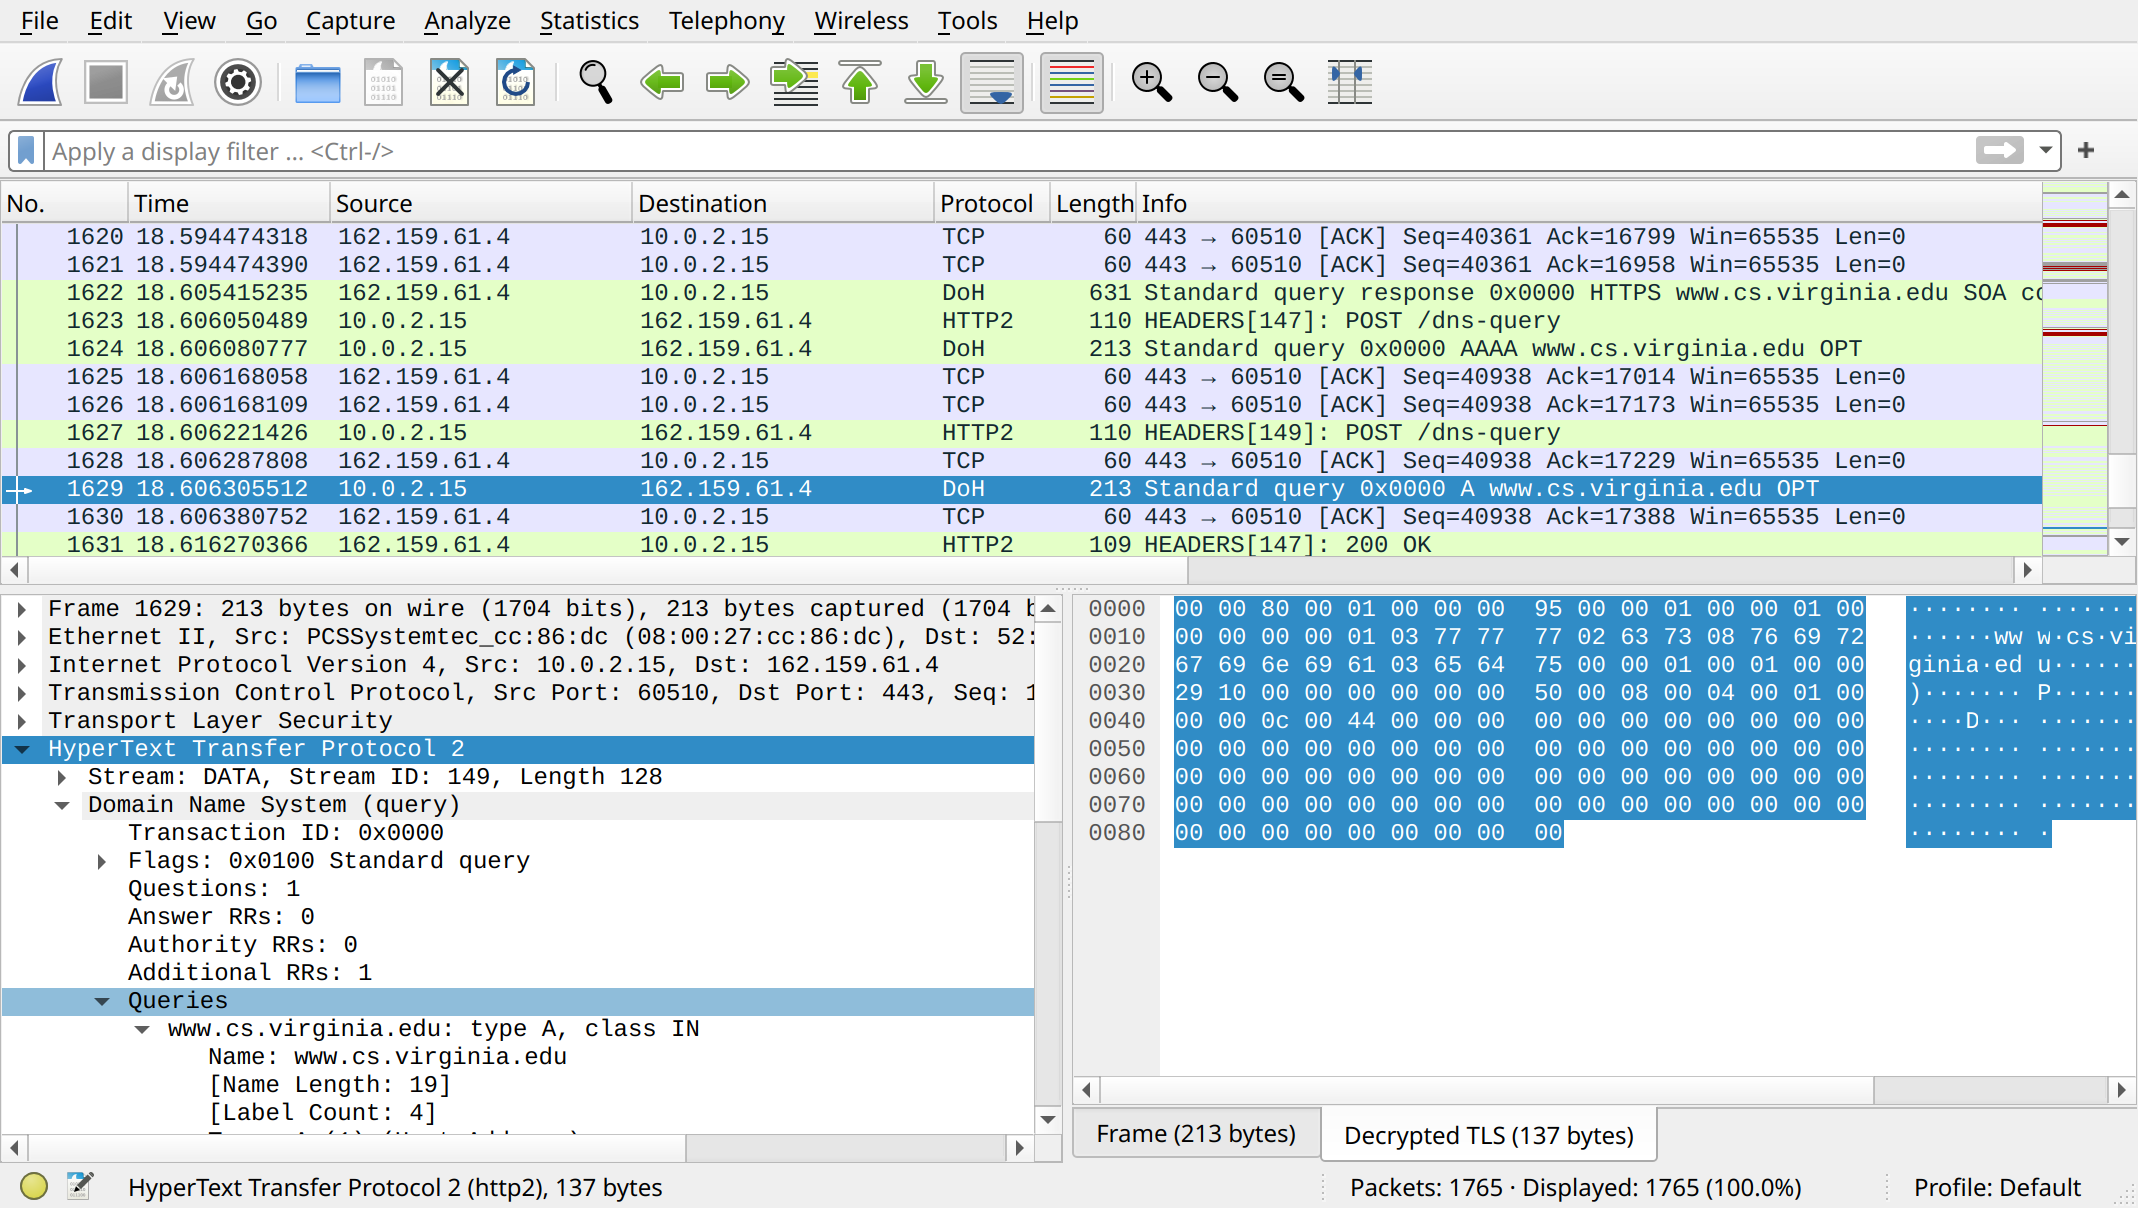 File Edit View Go Capture Analyze Statistics Telephony Wireless Tools Help
Apply a display filter ... <Ctrl-/>
No. Time Source Destination Protocol Length Info
1620 18.594474318 162.159.61.4 10.0.2.15 TCP 60 443 → 60510 [ACK] Seq=40361 Ack=16799 Win=65535 Len=0
1621 18.594474390 162.159.61.4 10.0.2.15 TCP 60 443 → 60510 [ACK] Seq=40361 Ack=16958 Win=65535 Len=0
1622 18.605415235 162.159.61.4 10.0.2.15 DoH 631 Standard query response 0x0000 HTTPS www.cs.virginia.edu SOA co
1623 18.606050489 10.0.2.15 162.159.61.4 HTTP2 110 HEADERS[147]: POST /dns-query
1624 18.606080777 10.0.2.15 162.159.61.4 DoH 213 Standard query 0x0000 AAAA www.cs.virginia.edu OPT
1625 18.606168058 162.159.61.4 10.0.2.15 TCP 60 443 → 60510 [ACK] Seq=40938 Ack=17014 Win=65535 Len=0
1626 18.606168109 162.159.61.4 10.0.2.15 TCP 60 443 → 60510 [ACK] Seq=40938 Ack=17173 Win=65535 Len=0
1627 18.606221426 10.0.2.15 162.159.61.4 HTTP2 110 HEADERS[149]: POST /dns-query
1628 18.606287808 162.159.61.4 10.0.2.15 TCP 60 443 → 60510 [ACK] Seq=40938 Ack=17229 Win=65535 Len=0
1629 18.606305512 10.0.2.15 162.159.61.4 DoH 213 Standard query 0x0000 A www.cs.virginia.edu OPT
1630 18.606380752 162.159.61.4 10.0.2.15 TCP 60 443 → 60510 [ACK] Seq=40938 Ack=17388 Win=65535 Len=0
1631 18.616270366 162.159.61.4 10.0.2.15 HTTP2 109 HEADERS[147]: 200 OK
Frame 1629: 213 bytes on wire (1704 bits), 213 bytes captured (1704 b
Ethernet II, Src: PCSSystemtec_cc:86:dc (08:00:27:cc:86:dc), Dst: 52:
Internet Protocol Version 4, Src: 10.0.2.15, Dst: 162.159.61.4
Transmission Control Protocol, Src Port: 60510, Dst Port: 443, Seq: 1
Transport Layer Security
HyperText Transfer Protocol 2
Stream: DATA, Stream ID: 149, Length 128
Domain Name System (query)
Transaction ID: 0x0000
Flags: 0x0100 Standard query
Questions: 1
Answer RRs: 0
Authority RRs: 0
Additional RRs: 1
Queries
www.cs.virginia.edu: type A, class IN
Name: www.cs.virginia.edu
[Name Length: 19]
[Label Count: 4]
0000 00 00 80 00 01 00 00 00 95 00 00 01 00 00 01 00 ········ ·······
0010 00 00 00 00 01 03 77 77 77 02 63 73 08 76 69 72 ······ww w·cs·vi
0020 67 69 6e 69 61 03 65 64 75 00 00 01 00 01 00 00 ginia·ed u······
0030 29 10 00 00 00 00 00 00 50 00 08 00 04 00 01 00 )······· P······
0040 00 00 0c 00 44 00 00 00 00 00 00 00 00 00 00 00 ····D··· ·······
0050 00 00 00 00 00 00 00 00 00 00 00 00 00 00 00 00 ········ ·······
0060 00 00 00 00 00 00 00 00 00 00 00 00 00 00 00 00 ········ ·······
0070 00 00 00 00 00 00 00 00 00 00 00 00 00 00 00 00 ········ ·······
0080 00 00 00 00 00 00 00 00 00 ········ ·
Frame (213 bytes) Decrypted TLS (137 bytes)
HyperText Transfer Protocol 2 (http2), 137 bytes Packets: 1765 · Displayed: 1765 (100.0%) Profile: Default